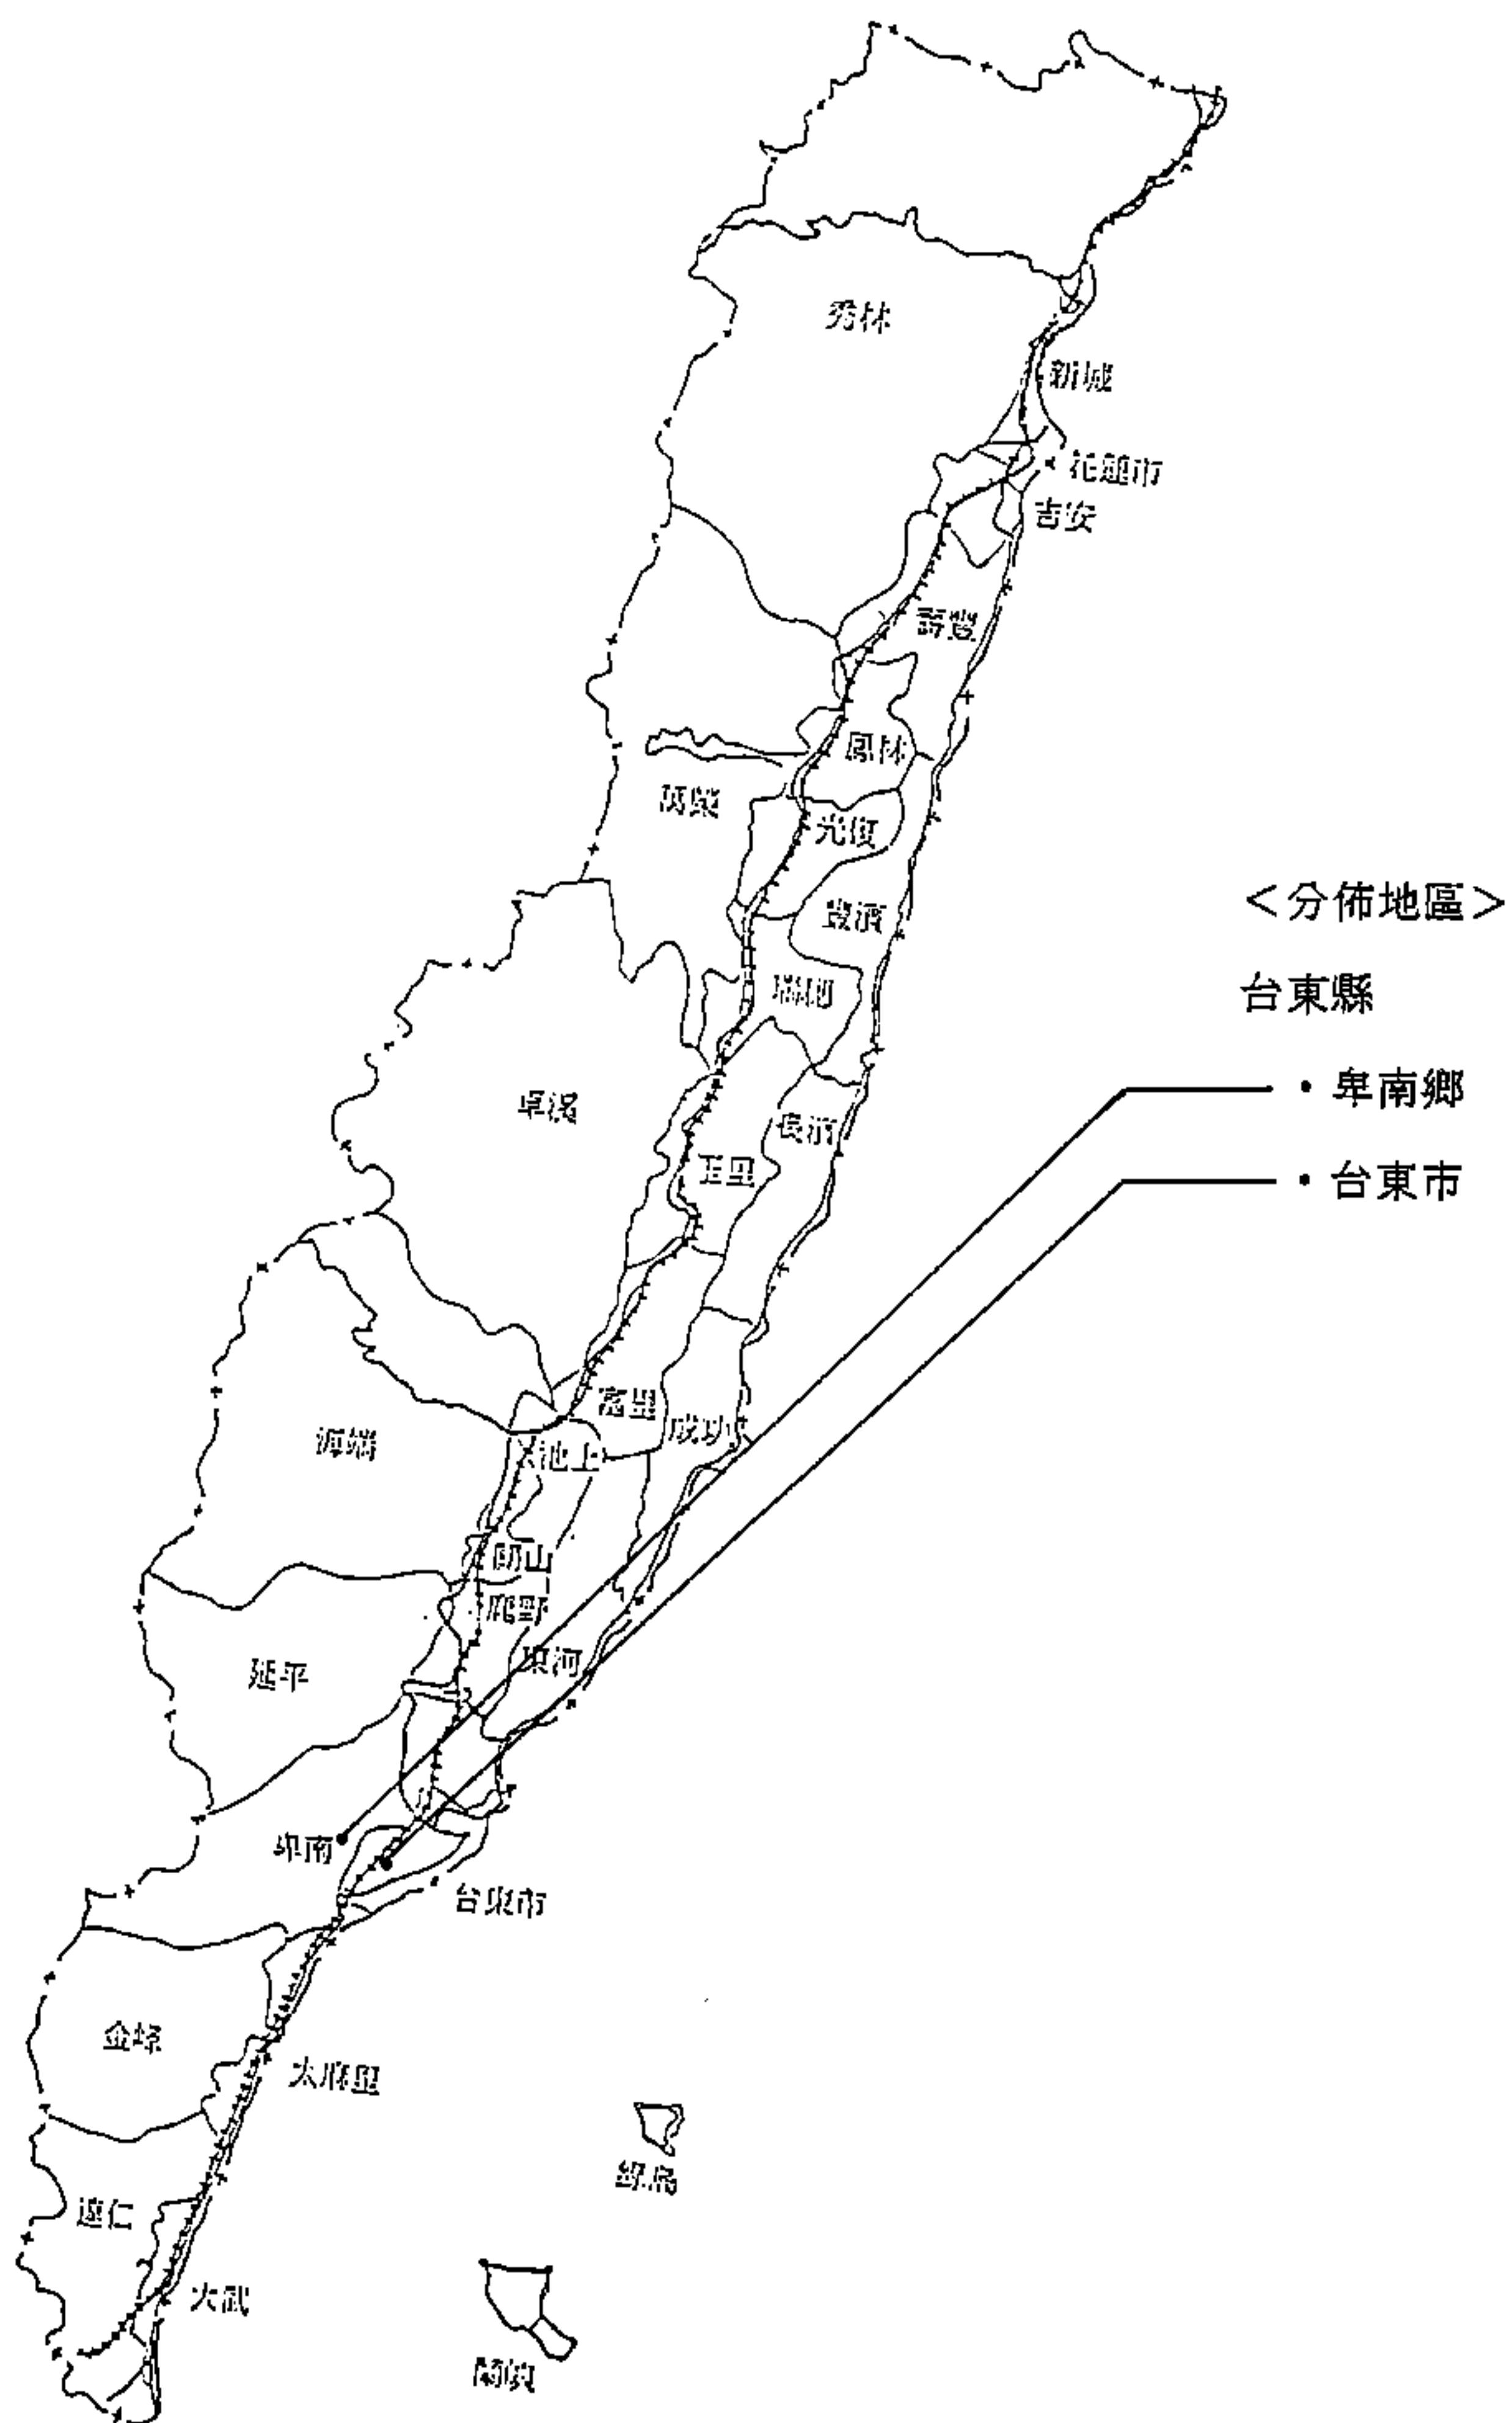 秀林
新城
花蓮市
吉安
壽豐
鳳林
萬榮
光復
豐濱
<分佈地區>
瑞穗
台東縣
・卑南鄉
卓溪
長濱
玉里
・台東市
富里
成功
海端
池上
關山
鹿野
東河
延平
卑南
台東市
金峰
太麻里
綠島
達仁
大武
蘭嶼